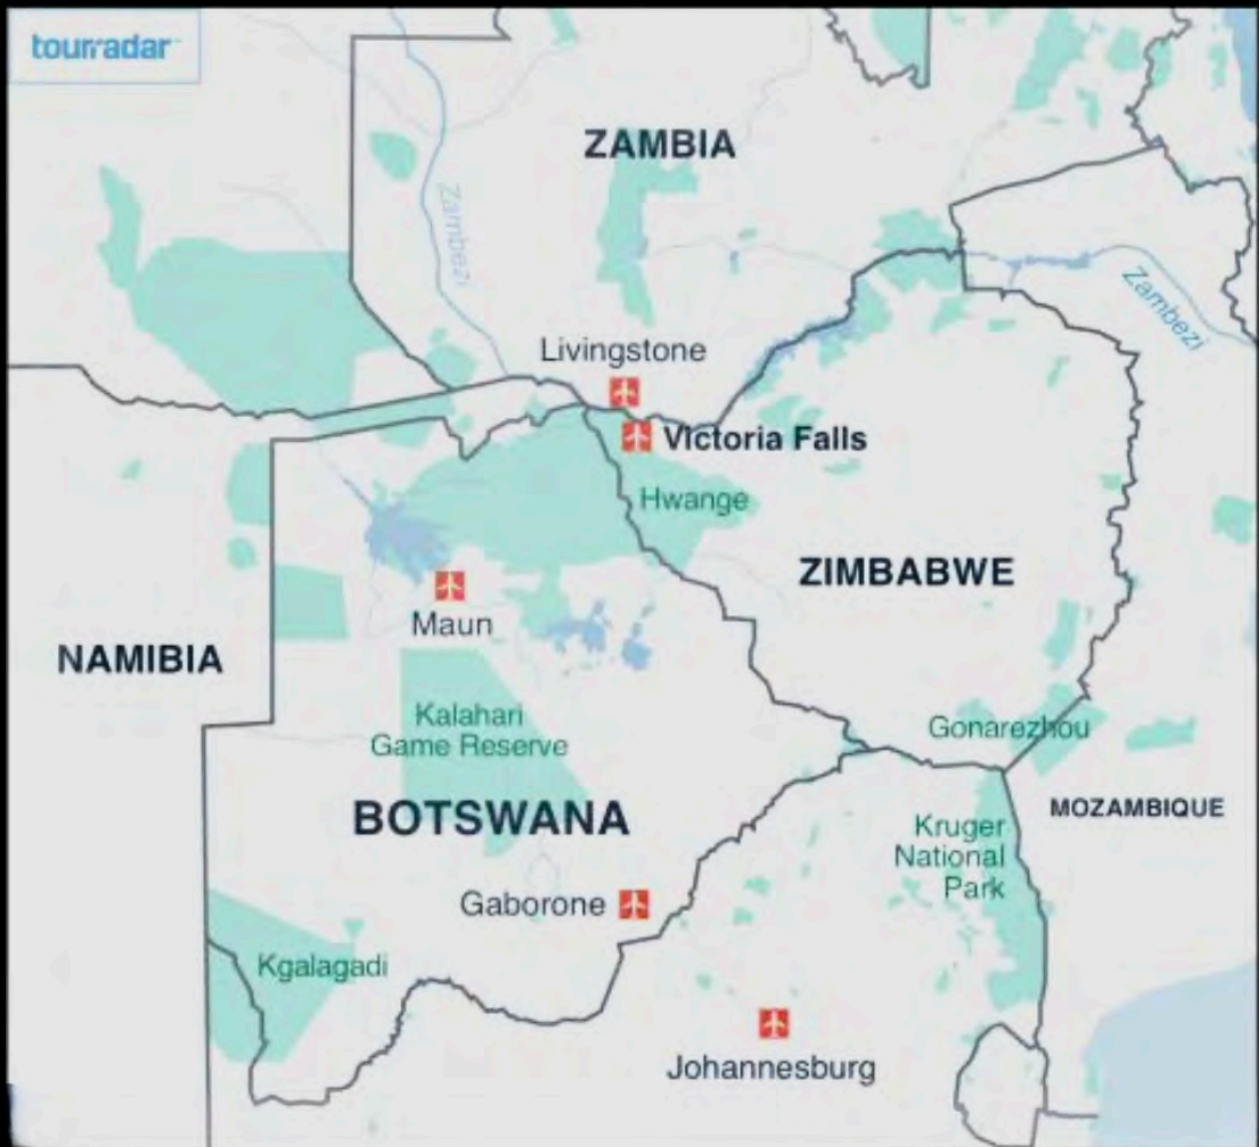 tourradar
ZAMBIA
Zambezi
Zambezi
Livingstone
Victoria Falls
Hwange
ZIMBABWE
Maun
NAMIBIA
Kalahari
Game Reserve
Gonarezhou
BOTSWANA
MOZAMBIQUE
Kruger
National
Park
Gaborone
Kgalagadi
Johannesburg